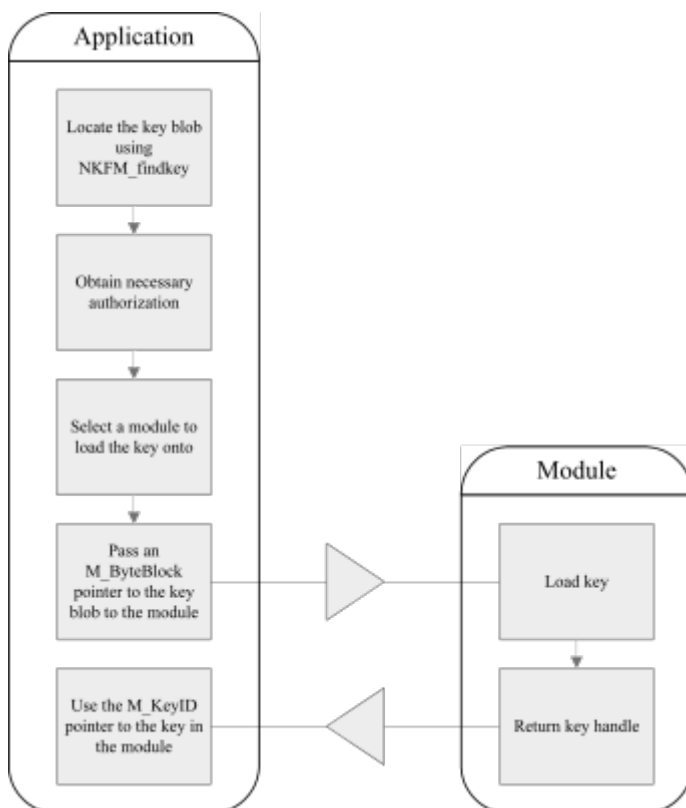 Application
Locate the key blob
using
NKFM_findkey
Obtain necessary
authorization
Select a module to
load the key onto
Pass an
M_ByteBlock
pointer to the key
blob to the module
Use the M_KeyID
pointer to the key in
the module
Module
Load key
Return key handle